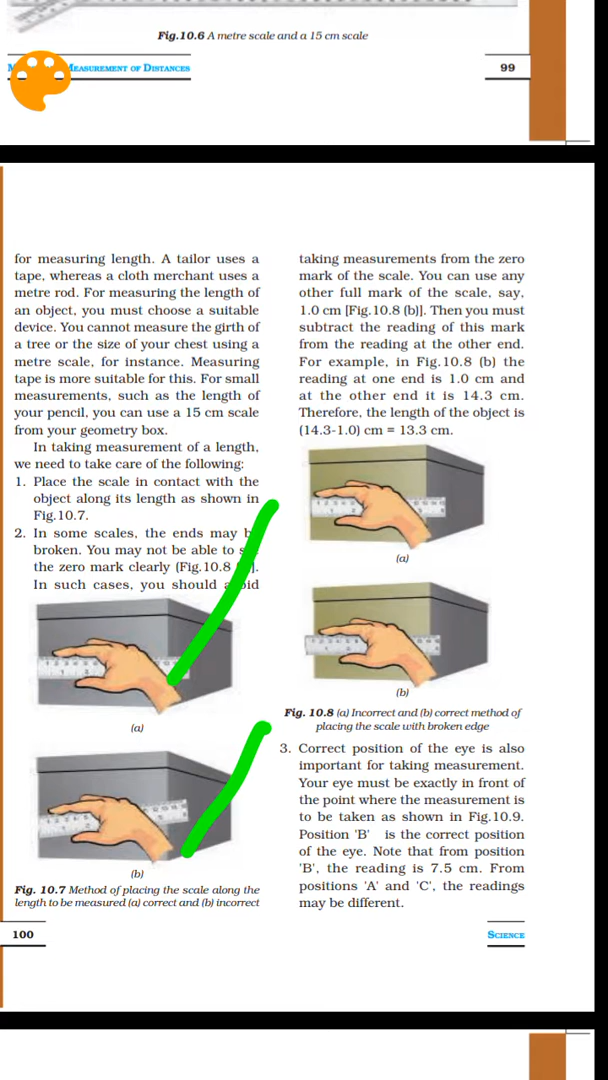 Fig.10.6 A metre scale and a 15 cm scale
MEASUREMENT OF DISTANCES
99
for measuring length. A tailor uses a
tape, whereas a cloth merchant uses a
metre rod. For measuring the length of
an object, you must choose a suitable
device. You cannot measure the girth of
a tree or the size of your chest using a
metre scale, for instance. Measuring
tape is more suitable for this. For small
measurements, such as the length of
your pencil, you can use a 15 cm scale
from your geometry box.
In taking measurement of a length,
we need to take care of the following:
1. Place the scale in contact with the
object along its length as shown in
Fig.10.7.
2. In some scales, the ends may
broken. You may not be able to
the zero mark clearly (Fig.10.8
In such cases, you should
(a)
(b)
Fig. 10.7 Method of placing the scale along the
length to be measured (a) correct and (b) incorrect
taking measurements from the zero
mark of the scale. You can use any
other full mark of the scale, say,
1.0 cm [Fig.10.8 (b)]. Then you must
subtract the reading of this mark
from the reading at the other end.
For example, in Fig.10.8 (b) the
reading at one end is 1.0 cm and
at the other end it is 14.3 cm.
Therefore, the length of the object is
(14.3-1.0) cm = 13.3 cm.
(a)
(b)
Fig. 10.8 (a) Incorrect and (b) correct method of
placing the scale with broken edge
3. Correct position of the eye is also
important for taking measurement.
Your eye must be exactly in front of
the point where the measurement is
to be taken as shown in Fig.10.9.
Position 'B' is the correct position
of the eye. Note that from position
'B', the reading is 7.5 cm. From
positions 'A' and 'C', the readings
may be different.
100
SCIENCE